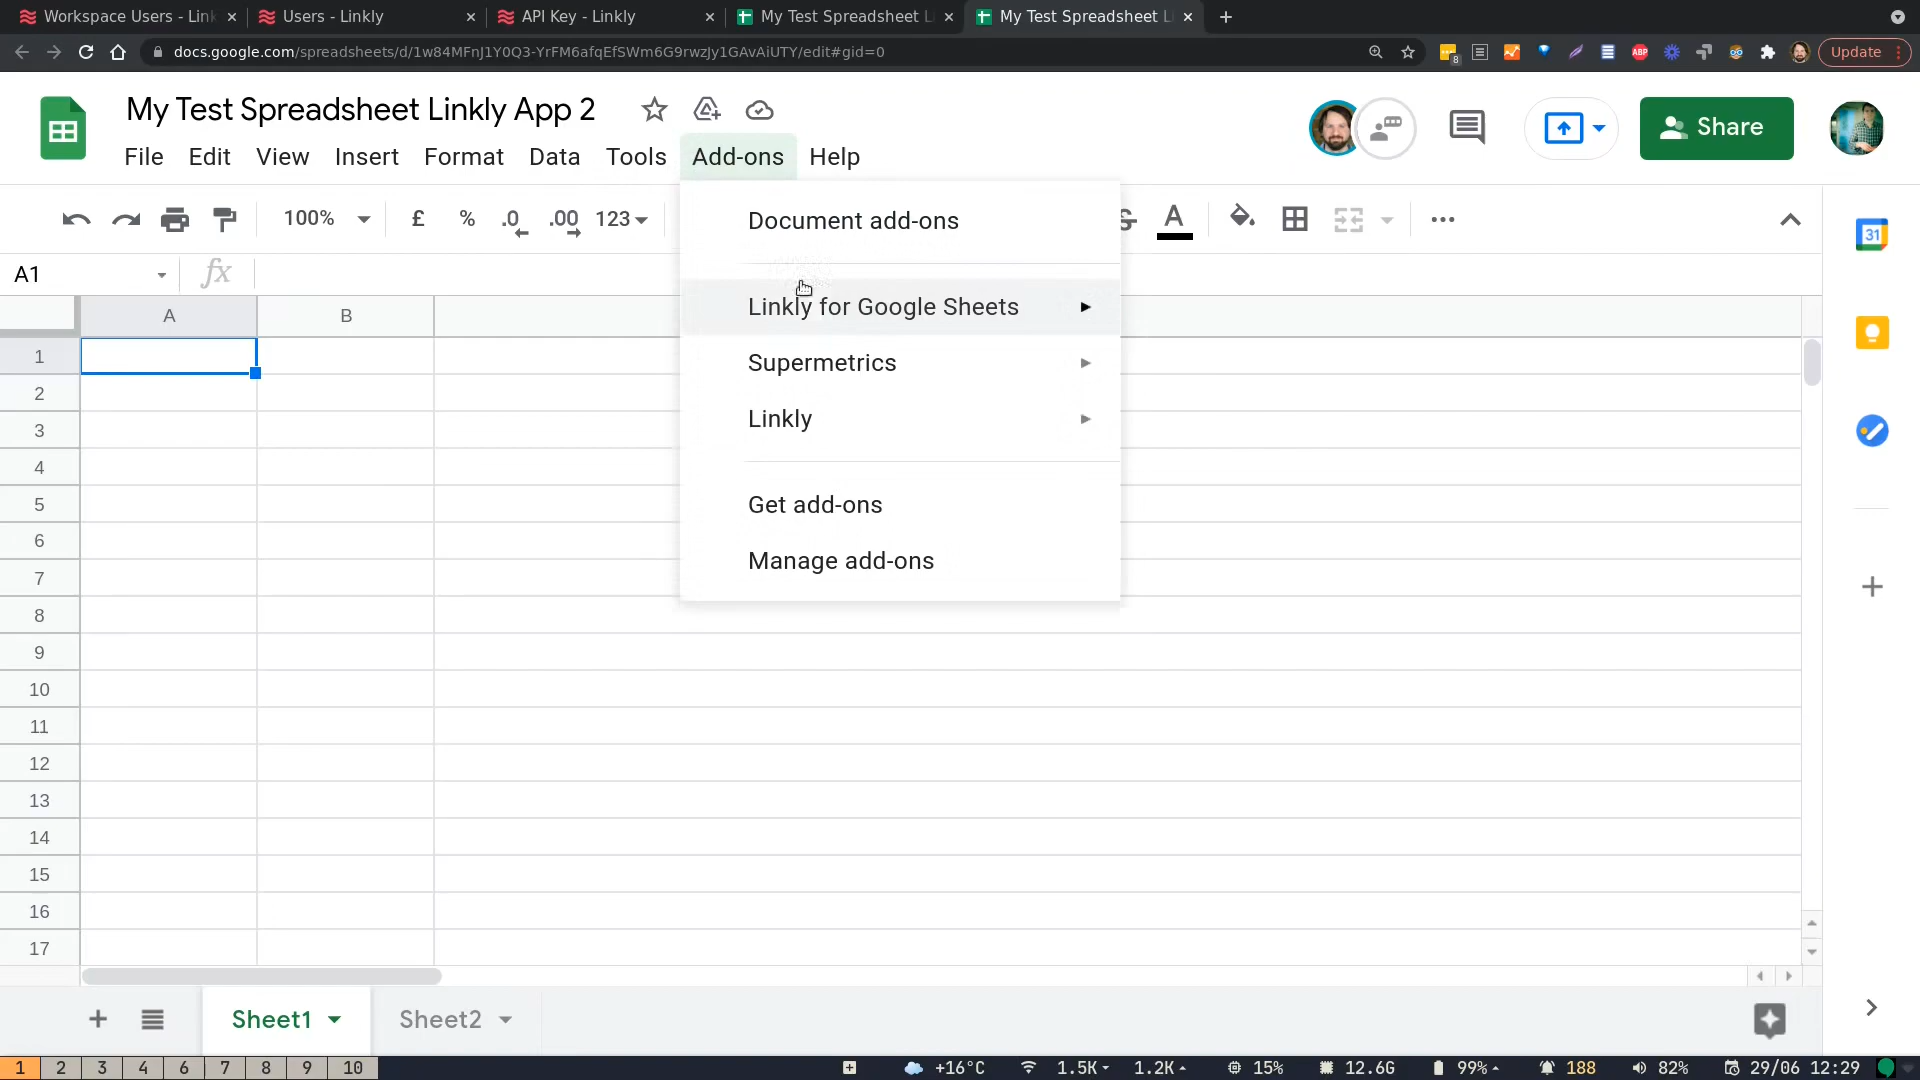 Workspace Users - Link
Users - Linkly
API Key - Linkly
My Test Spreadsheet L
My Test Spreadsheet L
docs.google.com/spreadsheets/d/1w84MFnJ1Y0Q3-YrFM6afqEfSWm6G9rwzJy1GAvAiUTY/edit#gid=0
8
ABP
Update
My Test Spreadsheet Linkly App 2
File Edit View Insert Format Data Tools Add-ons Help
Share
100% £ % .0 .00 123
S A
31
A1 fx
A B
Document add-ons
Linkly for Google Sheets
Supermetrics
Linkly
Get add-ons
Manage add-ons
1
2
3
4
5
6
7
8
9
10
11
12
13
14
15
16
17
Sheet1 Sheet2
1 2 3 4 6 7 8 9 10 +16°C 1.5K 1.2K 15% 12.6G 99% 188 82% 29/06 12:29